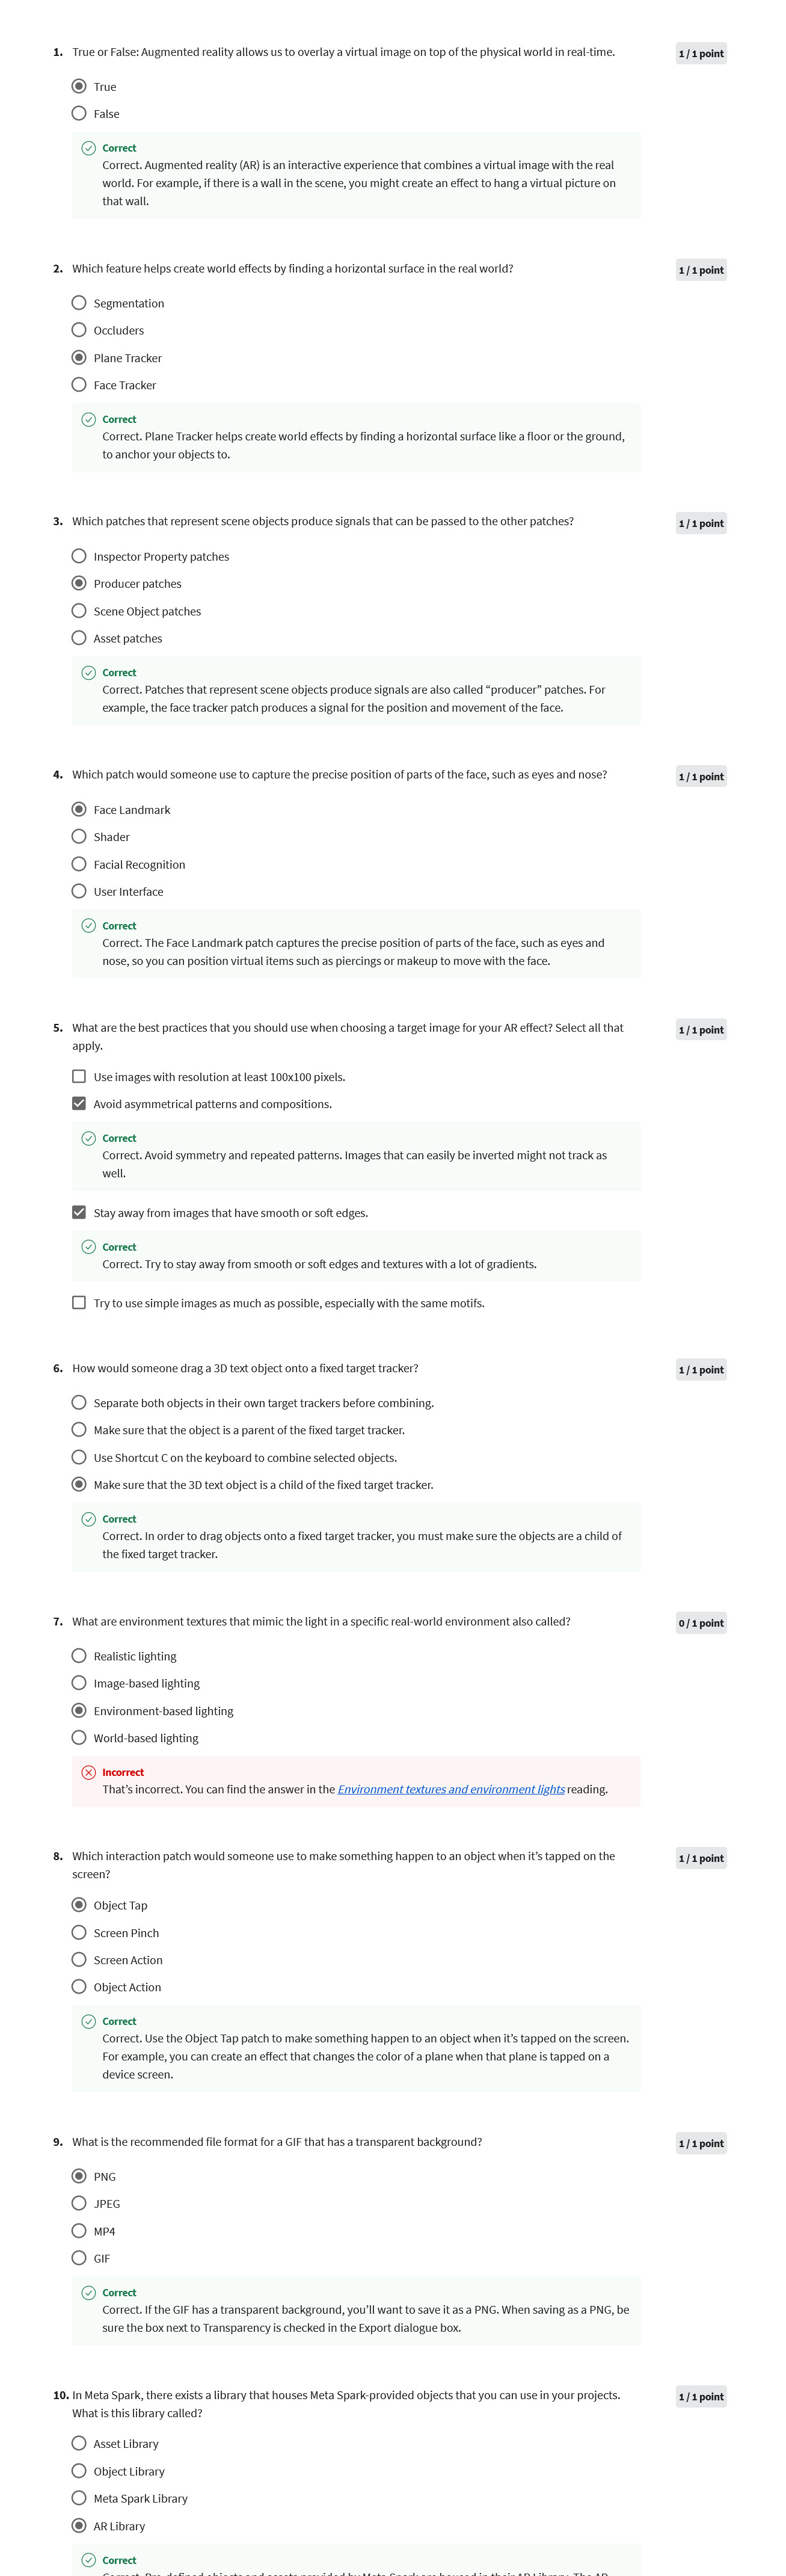 1. True or False: Augmented reality allows us to overlay a virtual image on top of the physical world in real-time.
1 / 1 point
True
False
Correct
Correct. Augmented reality (AR) is an interactive experience that combines a virtual image with the real
world. For example, if there is a wall in the scene, you might create an effect to hang a virtual picture on
that wall.
2. Which feature helps create world effects by finding a horizontal surface in the real world?
1 / 1 point
Segmentation
Occluders
Plane Tracker
Face Tracker
Correct
Correct. Plane Tracker helps create world effects by finding a horizontal surface like a floor or the ground,
to anchor your objects to.
3. Which patches that represent scene objects produce signals that can be passed to the other patches?
1 / 1 point
Inspector Property patches
Producer patches
Scene Object patches
Asset patches
Correct
Correct. Patches that represent scene objects produce signals are also called “producer” patches. For
example, the face tracker patch produces a signal for the position and movement of the face.
4. Which patch would someone use to capture the precise position of parts of the face, such as eyes and nose?
1 / 1 point
Face Landmark
Shader
Facial Recognition
User Interface
Correct
Correct. The Face Landmark patch captures the precise position of parts of the face, such as eyes and
nose, so you can position virtual items such as piercings or makeup to move with the face.
5. What are the best practices that you should use when choosing a target image for your AR effect? Select all that
apply.
1 / 1 point
Use images with resolution at least 100x100 pixels.
Avoid asymmetrical patterns and compositions.
Correct
Correct. Avoid symmetry and repeated patterns. Images that can easily be inverted might not track as
well.
Stay away from images that have smooth or soft edges.
Correct
Correct. Try to stay away from smooth or soft edges and textures with a lot of gradients.
Try to use simple images as much as possible, especially with the same motifs.
6. How would someone drag a 3D text object onto a fixed target tracker?
1 / 1 point
Separate both objects in their own target trackers before combining.
Make sure that the object is a parent of the fixed target tracker.
Use Shortcut C on the keyboard to combine selected objects.
Make sure that the 3D text object is a child of the fixed target tracker.
Correct
Correct. In order to drag objects onto a fixed target tracker, you must make sure the objects are a child of
the fixed target tracker.
7. What are environment textures that mimic the light in a specific real-world environment also called?
0 / 1 point
Realistic lighting
Image-based lighting
Environment-based lighting
World-based lighting
Incorrect
That’s incorrect. You can find the answer in the Environment textures and environment lights reading.
8. Which interaction patch would someone use to make something happen to an object when it’s tapped on the
screen?
1 / 1 point
Object Tap
Screen Pinch
Screen Action
Object Action
Correct
Correct. Use the Object Tap patch to make something happen to an object when it’s tapped on the screen.
For example, you can create an effect that changes the color of a plane when that plane is tapped on a
device screen.
9. What is the recommended file format for a GIF that has a transparent background?
1 / 1 point
PNG
JPEG
MP4
GIF
Correct
Correct. If the GIF has a transparent background, you’ll want to save it as a PNG. When saving as a PNG, be
sure the box next to Transparency is checked in the Export dialogue box.
10. In Meta Spark, there exists a library that houses Meta Spark-provided objects that you can use in your projects.
What is this library called?
1 / 1 point
Asset Library
Object Library
Meta Spark Library
AR Library
Correct